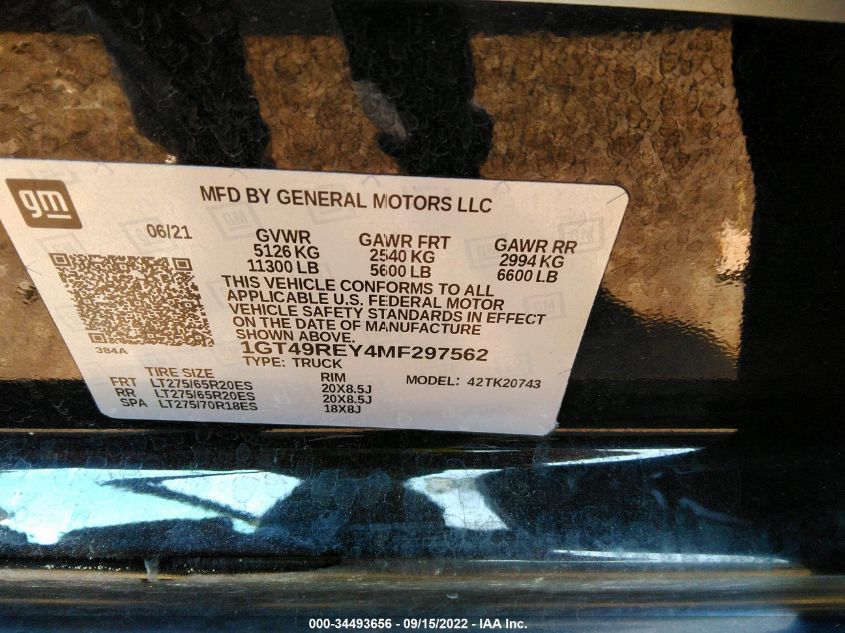 gm
MFD BY GENERAL MOTORS LLC
06/21
GVWR GAWR FRT GAWR RR
5126 KG 2540 KG 2994 KG
11300 LB 5600 LB 6600 LB
THIS VEHICLE CONFORMS TO ALL
APPLICABLE U.S. FEDERAL MOTOR
VEHICLE SAFETY STANDARDS IN EFFECT
ON THE DATE OF MANUFACTURE
SHOWN ABOVE.
384A
1GT49REY4MF297562
TYPE: TRUCK
TIRE SIZE RIM MODEL: 42TK20743
FRT LT275/65R20ES 20X8.5J
RR LT275/65R20ES 20X8.5J
SPA LT275/70R18ES 18X8J
000-34493656 - 09/15/2022 - IAA Inc.